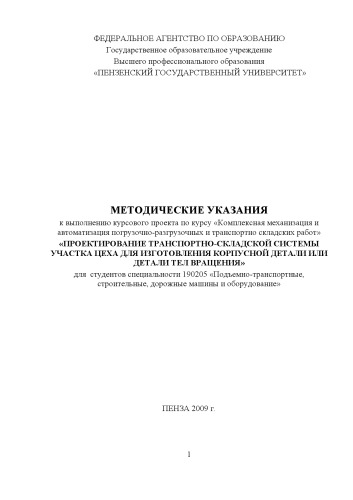 ФЕДЕРАЛЬНОЕ АГЕНТСТВО ПО ОБРАЗОВАНИЮ
Государственное образовательное учреждение
Высшего профессионального образования
«ПЕНЗЕНСКИЙ ГОСУДАРСТВЕННЫЙ УНИВЕРСИТЕТ»
МЕТОДИЧЕСКИЕ УКАЗАНИЯ
к выполнению курсового проекта по курсу «Комплексная механизация и
автоматизация погрузочно-разгрузочных и транспортно складских работ»
«ПРОЕКТИРОВАНИЕ ТРАНСПОРТНО-СКЛАДСКОЙ СИСТЕМЫ
УЧАСТКА ЦЕХА ДЛЯ ИЗГОТОВЛЕНИЯ КОРПУСНОЙ ДЕТАЛИ ИЛИ
ДЕТАЛИ ТЕЛ ВРАЩЕНИЯ»
для студентов специальности 190205 «Подъемно-транспортные,
строительные, дорожные машины и оборудование»
ПЕНЗА 2009 г.
1